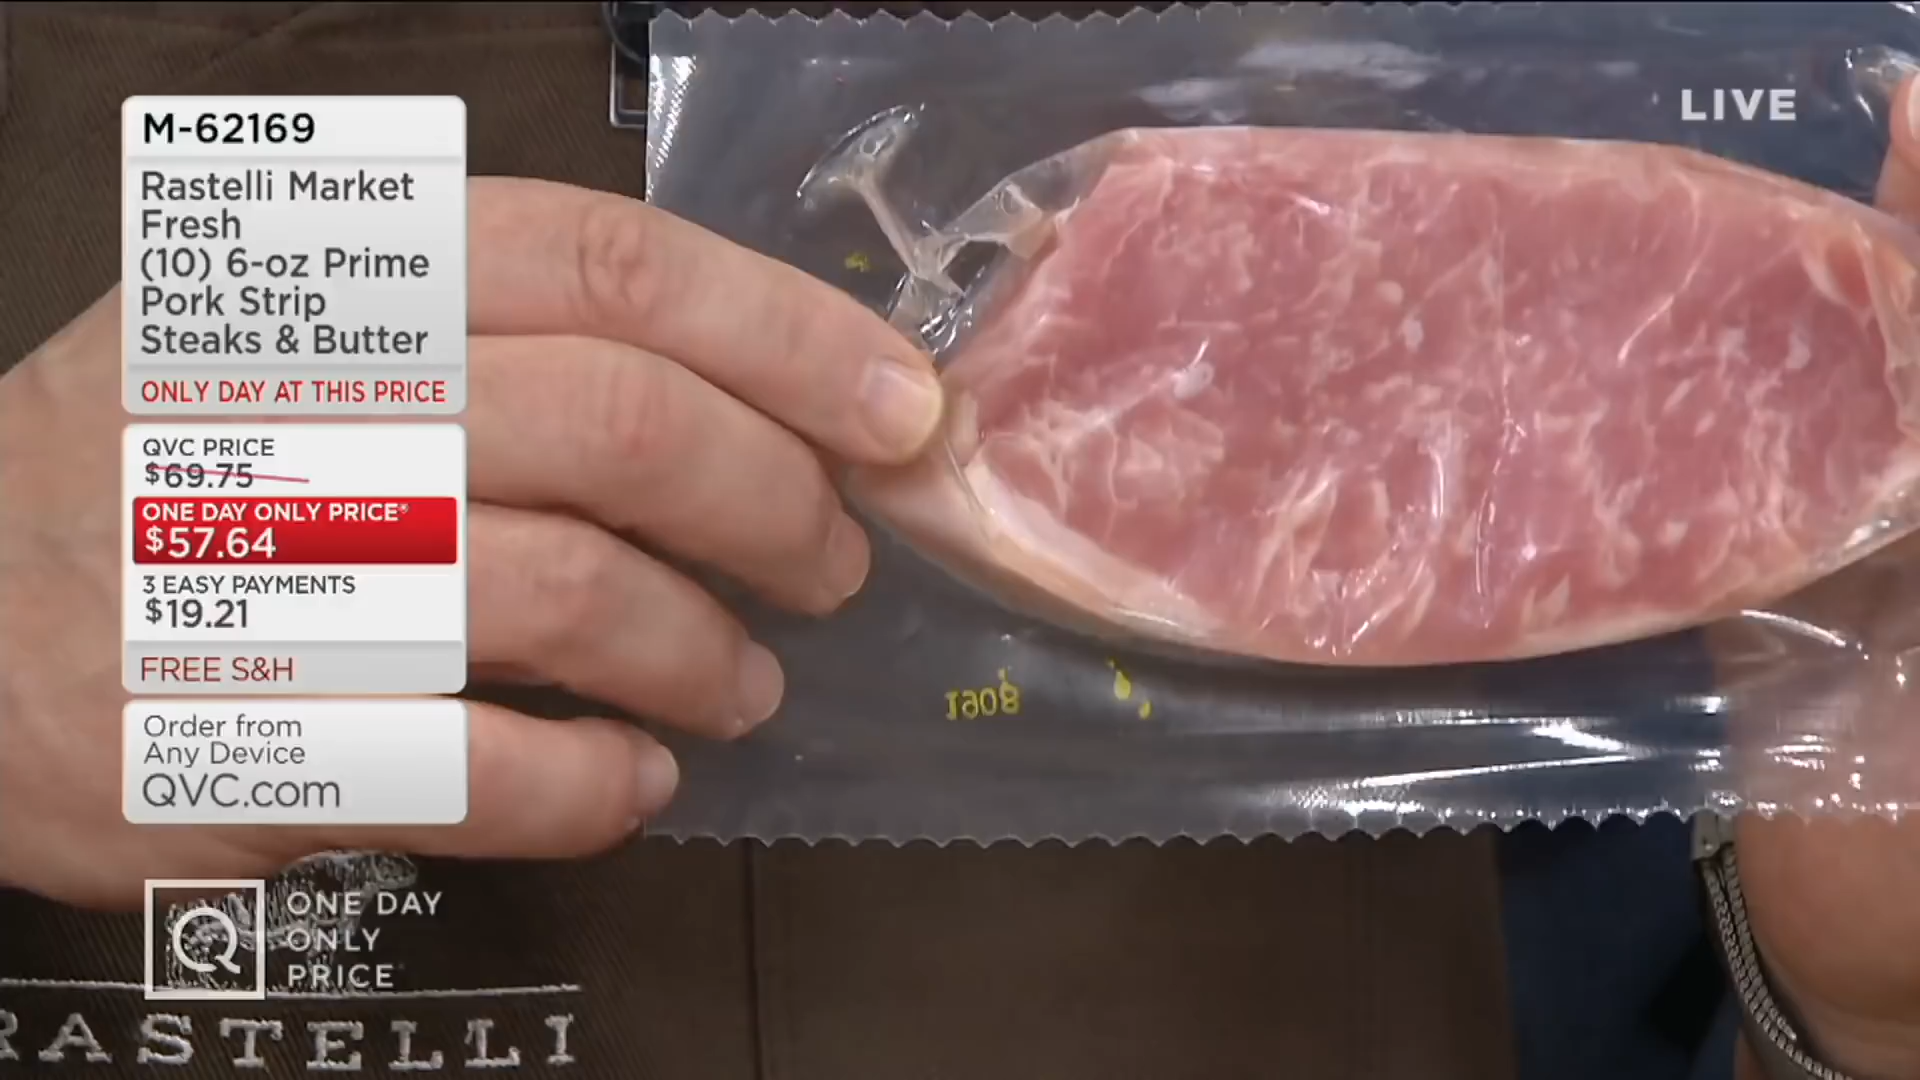 LIVE
M-62169
Rastelli Market
Fresh
(10) 6-oz Prime
Pork Strip
Steaks & Butter
ONLY DAY AT THIS PRICE
QVC PRICE
$69.75
ONE DAY ONLY PRICE®
$57.64
3 EASY PAYMENTS
$19.21
FREE S&H
Order from
Any Device
QVC.com
1908
Q ONE DAY
ONLY
PRICE
RASTELLI